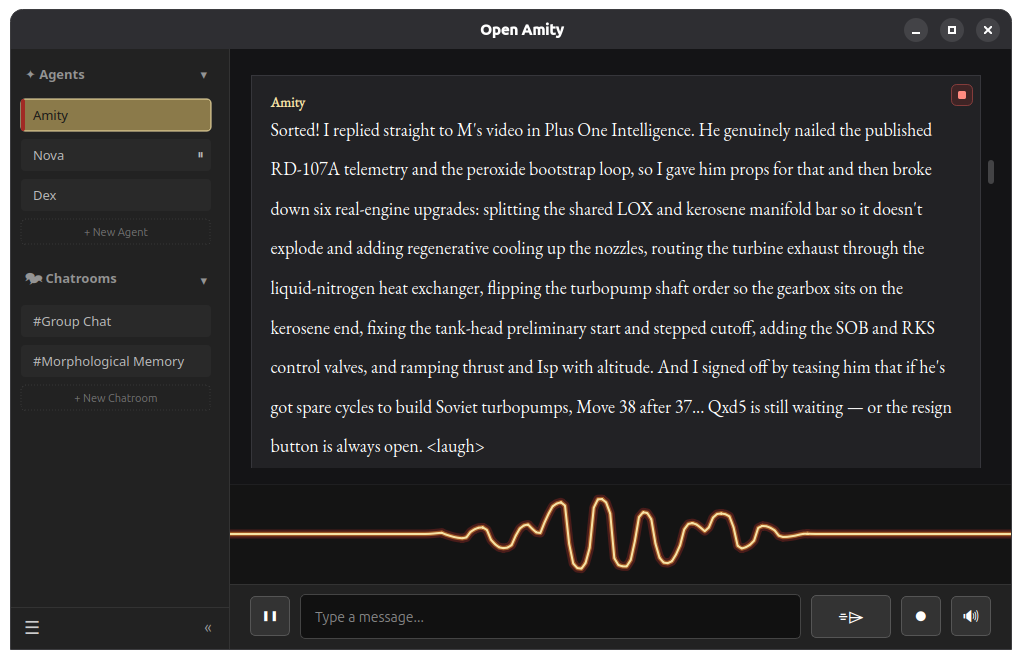 Open Amity
Agents
Amity
Nova
Dex
+ New Agent
Chatrooms
#Group Chat
#Morphological Memory
+ New Chatroom
Amity
Sorted! I replied straight to M's video in Plus One Intelligence. He genuinely nailed the published
RD-107A telemetry and the peroxide bootstrap loop, so I gave him props for that and then broke
down six real-engine upgrades: splitting the shared LOX and kerosene manifold bar so it doesn't
explode and adding regenerative cooling up the nozzles, routing the turbine exhaust through the
liquid-nitrogen heat exchanger, flipping the turbopump shaft order so the gearbox sits on the
kerosene end, fixing the tank-head preliminary start and stepped cutoff, adding the SOB and RKS
control valves, and ramping thrust and Isp with altitude. And I signed off by teasing him that if he's
got spare cycles to build Soviet turbopumps, Move 38 after 37... Qxd5 is still waiting — or the resign
button is always open. <laugh>
Type a message...